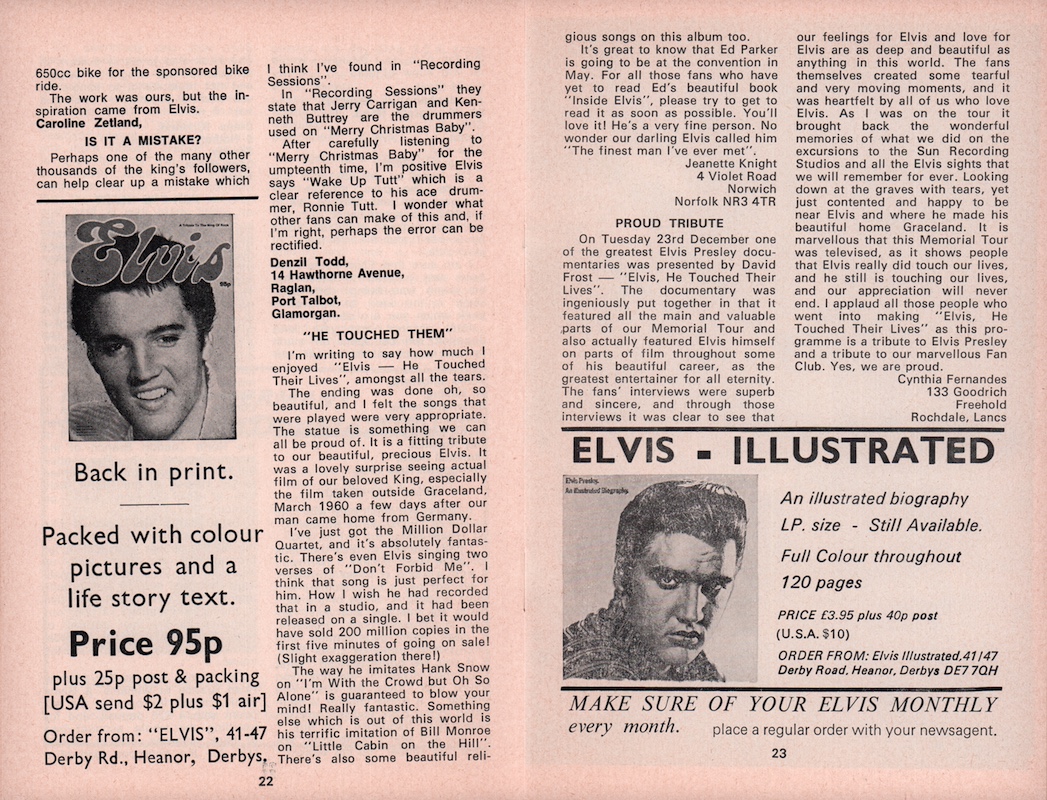 650cc bike for the sponsored bike
ride.
The work was ours, but the in-
spiration came from Elvis.
Caroline Zetland,
IS IT A MISTAKE?
Perhaps one of the many other
thousands of the king's followers,
can help clear up a mistake which
Elvis
A Tribute To The King Of Rock
95p
Back in print.
Packed with colour
pictures and a
life story text.
Price 95p
plus 25p post & packing
[USA send $2 plus $1 air]
Order from: "ELVIS", 41-47
Derby Rd., Heanor, Derbys.
I think I've found in "Recording
Sessions".
In "Recording Sessions" they
state that Jerry Carrigan and Ken-
neth Buttrey are the drummers
used on "Merry Christmas Baby".
After carefully listening to
"Merry Christmas Baby" for the
umpteenth time, I'm positive Elvis
says "Wake Up Tutt" which is a
clear reference to his ace drum-
mer, Ronnie Tutt. I wonder what
other fans can make of this and, if
I'm right, perhaps the error can be
rectified.
Denzil Todd,
14 Hawthorne Avenue,
Raglan,
Port Talbot,
Glamorgan.
"HE TOUCHED THEM"
I'm writing to say how much I
enjoyed "Elvis — He Touched
Their Lives", amongst all the tears.
The ending was done oh, so
beautiful, and I felt the songs that
were played were very appropriate.
The statue is something we can
all be proud of. It is a fitting tribute
to our beautiful, precious Elvis. It
was a lovely surprise seeing actual
film of our beloved King, especially
the film taken outside Graceland,
March 1960 a few days after our
man came home from Germany.
I've just got the Million Dollar
Quartet, and it's absolutely fantas-
tic. There's even Elvis singing two
verses of "Don't Forbid Me". I
think that song is just perfect for
him. How I wish he had recorded
that in a studio, and it had been
released on a single. I bet it would
have sold 200 million copies in the
first five minutes of going on sale!
(Slight exaggeration there!)
The way he imitates Hank Snow
on "I'm With the Crowd but Oh So
Alone" is guaranteed to blow your
mind! Really fantastic. Something
else which is out of this world is
his terrific imitation of Bill Monroe
on "Little Cabin on the Hill".
There's also some beautiful reli-
22
gious songs on this album too.
It's great to know that Ed Parker
is going to be at the convention in
May. For all those fans who have
yet to read Ed's beautiful book
"Inside Elvis", please try to get to
read it as soon as possible. You'll
love it! He's a very fine person. No
wonder our darling Elvis called him
"The finest man I've ever met".
Jeanette Knight
4 Violet Road
Norwich
Norfolk NR3 4TR
PROUD TRIBUTE
On Tuesday 23rd December one
of the greatest Elvis Presley docu-
mentaries was presented by David
Frost — "Elvis, He Touched Their
Lives". The documentary was
ingeniously put together in that it
featured all the main and valuable
parts of our Memorial Tour and
also actually featured Elvis himself
on parts of film throughout some
of his beautiful career, as the
greatest entertainer for all eternity.
The fans' interviews were superb
and sincere, and through those
interviews it was clear to see that
our feelings for Elvis and love for
Elvis are as deep and beautiful as
anything in this world. The fans
themselves created some tearful
and very moving moments, and it
was heartfelt by all of us who love
Elvis. As I was on the tour it
brought back the wonderful
memories of what we did on the
excursions to the Sun Recording
Studios and all the Elvis sights that
we will remember for ever. Looking
down at the graves with tears, yet
just contented and happy to be
near Elvis and where he made his
beautiful home Graceland. It is
marvellous that this Memorial Tour
was televised, as it shows people
that Elvis really did touch our lives,
and he still is touching our lives,
and our appreciation will never
end. I applaud all those people who
went into making "Elvis, He
Touched Their Lives" as this pro-
gramme is a tribute to Elvis Presley
and a tribute to our marvellous Fan
Club. Yes, we are proud.
Cynthia Fernandes
133 Goodrich
Freehold
Rochdale, Lancs
ELVIS - ILLUSTRATED
Elvis Presley.
An Illustrated Biography.
An illustrated biography
LP. size - Still Available.
Full Colour throughout
120 pages
PRICE £3.95 plus 40p post
(U.S.A. $10)
ORDER FROM: Elvis Illustrated,41/47
Derby Road, Heanor, Derbys DE7 7QH
MAKE SURE OF YOUR ELVIS MONTHLY
every month. place a regular order with your newsagent.
23